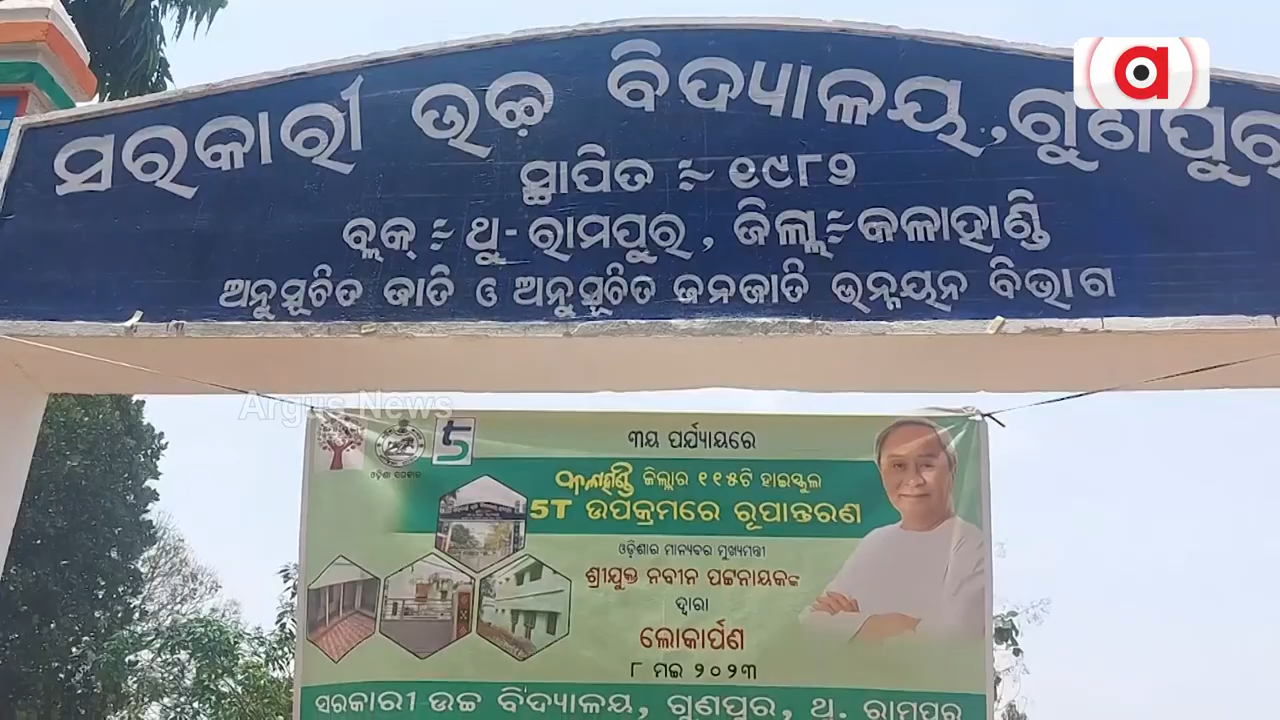 ସରକାରୀ ଉଚ୍ଚ ବିଦ୍ୟାଳୟ, ଗୁଣପୁର
ସ୍ଥାପିତ ≈ ୧୯୮୨
ବ୍ଲକ୍ ≈ ଥୁ-ରାମପୁର, ଜିଲ୍ଲା ≈ କଳାହାଣ୍ଡି
ଅନୁସୂଚିତ ଜାତି ଓ ଅନୁସୂଚିତ ଜନଜାତି ଉନ୍ନୟନ ବିଭାଗ
Argus News
ଓଡ଼ିଶା ସରକାର
୩ୟ ପର୍ଯ୍ୟାୟରେ
କଳାହାଣ୍ଡି ଜିଲ୍ଲାର ୧୧୫ଟି ହାଇସ୍କୁଲ
5T ଉପକ୍ରମରେ ରୂପାନ୍ତରଣ
ଓଡ଼ିଶାର ମାନ୍ୟବର ମୁଖ୍ୟମନ୍ତ୍ରୀ
ଶ୍ରୀଯୁକ୍ତ ନବୀନ ପଟ୍ଟନାୟକଙ୍କ
ଦ୍ୱାରା
ଲୋକାର୍ପଣ
୮ ମଇ ୨୦୨୩
ସରକାରୀ ଉଚ୍ଚ ବିଦ୍ୟାଳୟ, ଗୁଣପୁର, ଥୁ. ରାମପୁର